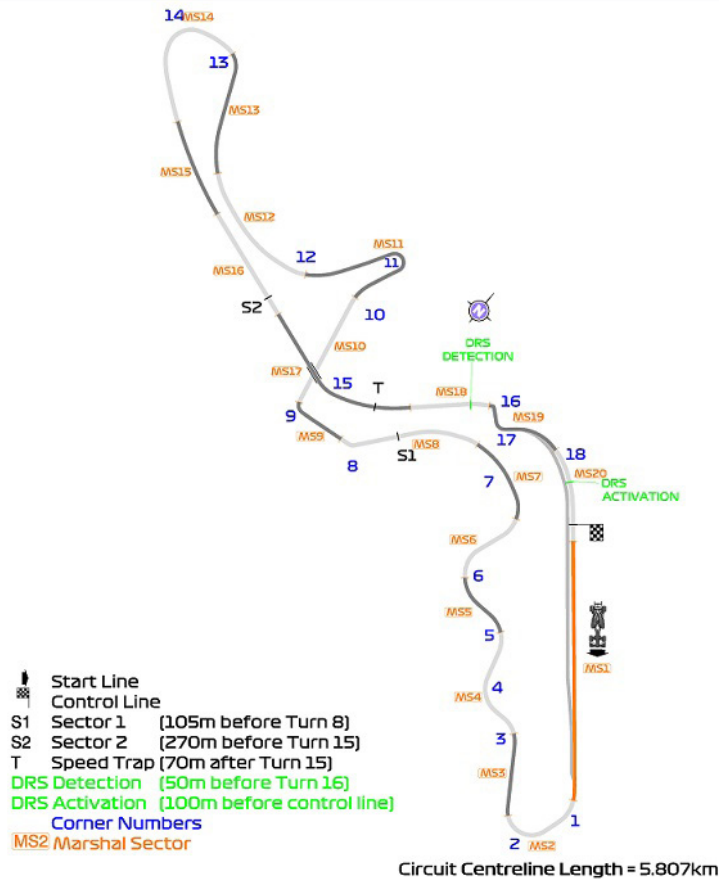 14 MS14
13
MS13
MS15
MS12
MS11
12
11
MS16
S2
10
MS10
DRS
DETECTION
MS17
15
T
MS18
16
9
MS19
MS9
MS8
17
8
S1
18
7
MS7
MS20
DRS
ACTIVATION
MS6
6
MS5
5
MS1
4
MS4
3
MS3
1
2
MS2
Start Line
Control Line
S1 Sector 1 (105m before Turn 8)
S2 Sector 2 (270m before Turn 15)
T Speed Trap (70m after Turn 15)
DRS Detection (50m before Turn 16)
DRS Activation (100m before control line)
Corner Numbers
MS2 Marshal Sector
Circuit Centreline Length = 5.807km